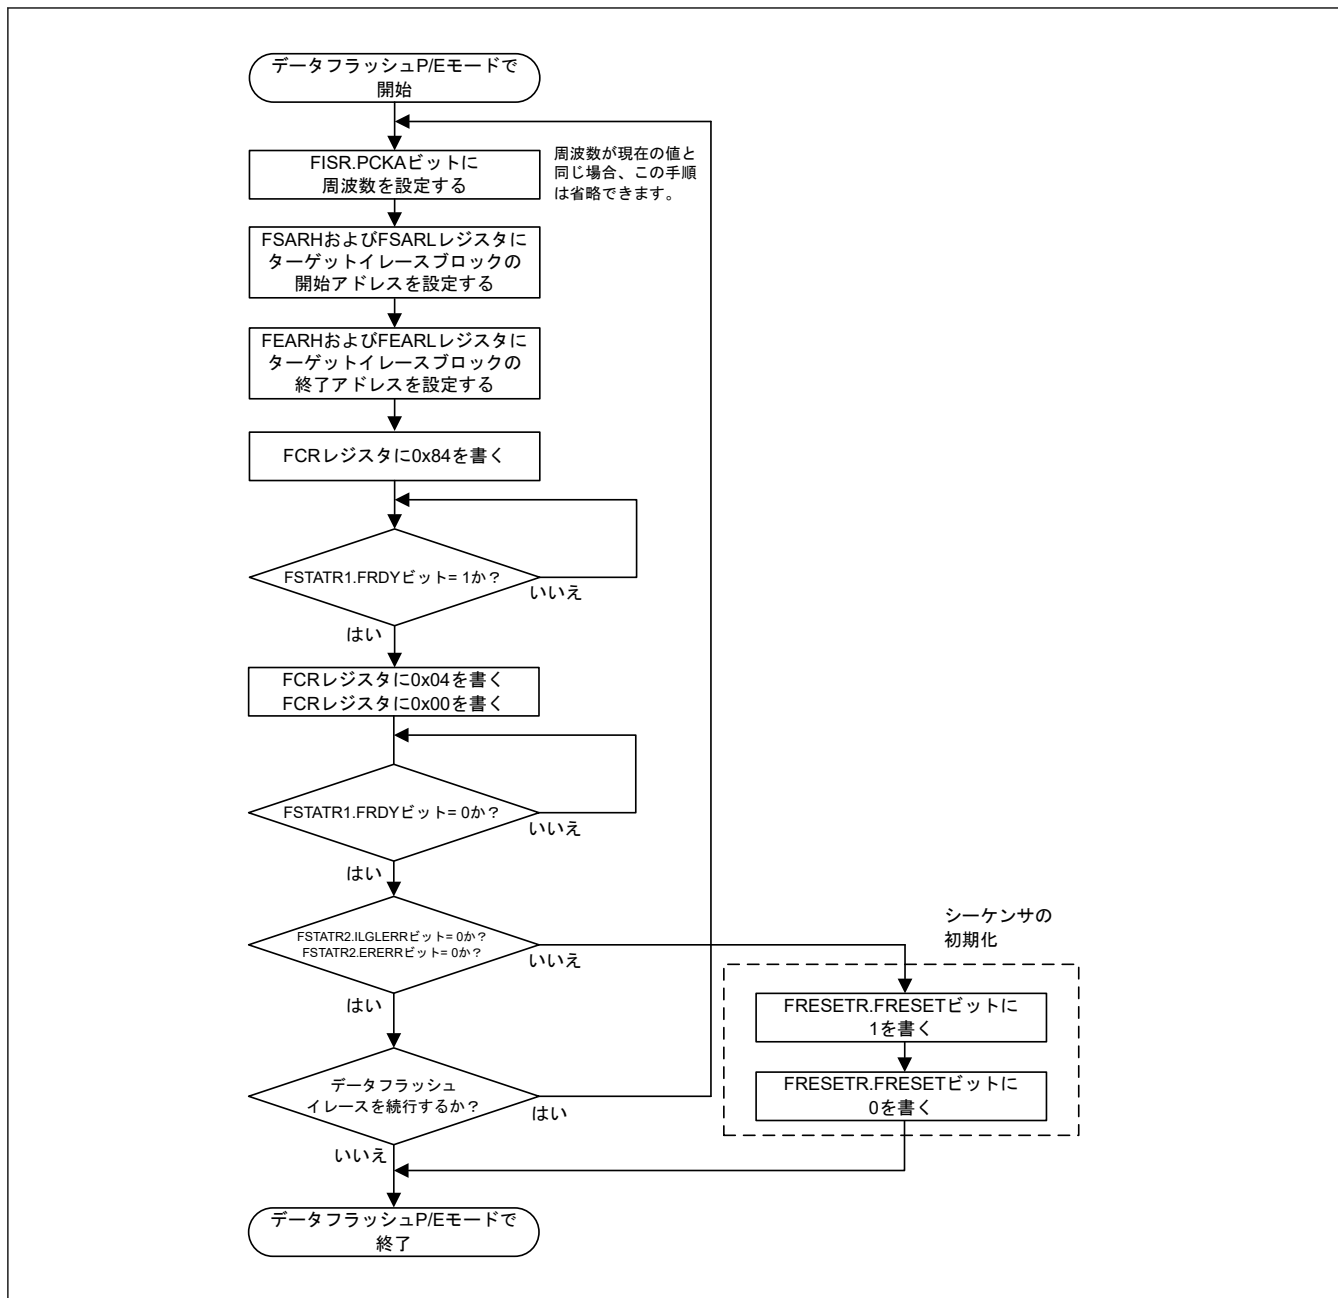 データフラッシュP/Eモードで
開始
FISR.PCKAビットに
周波数を設定する
周波数が現在の値と
同じ場合、この手順
は省略できます。
FSARHおよびFSARLレジスタに
ターゲットイレースブロックの
開始アドレスを設定する
FEARHおよびFEARLレジスタに
ターゲットイレースブロックの
終了アドレスを設定する
FCRレジスタに0x84を書く
FSTATR1.FRDYビット= 1か？
いいえ
はい
FCRレジスタに0x04を書く
FCRレジスタに0x00を書く
FSTATR1.FRDYビット= 0か？
いいえ
はい
FSTATR2.ILGLERRビット= 0か？
FSTATR2.ERERRビット= 0か？
いいえ
はい
シーケンサの
初期化
FRESETR.FRESETビットに
1を書く
FRESETR.FRESETビットに
0を書く
データフラッシュ
イレースを続行するか？
はい
いいえ
データフラッシュP/Eモードで
終了